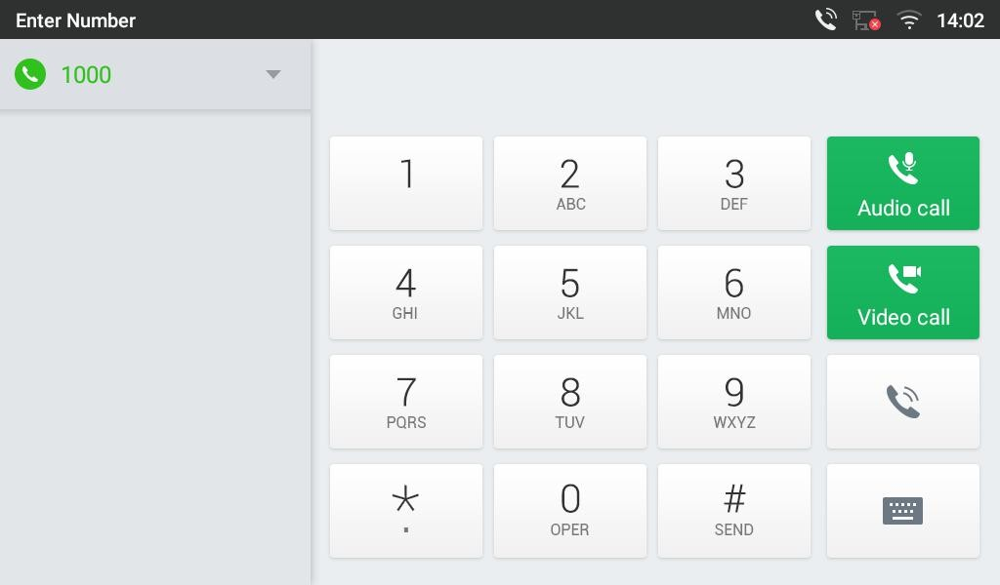 Enter Number
14:02
1000
1
2
ABC
3
DEF
Audio call
4
GHI
5
JKL
6
MNO
Video call
7
PQRS
8
TUV
9
WXYZ
*
.
0
OPER
#
SEND